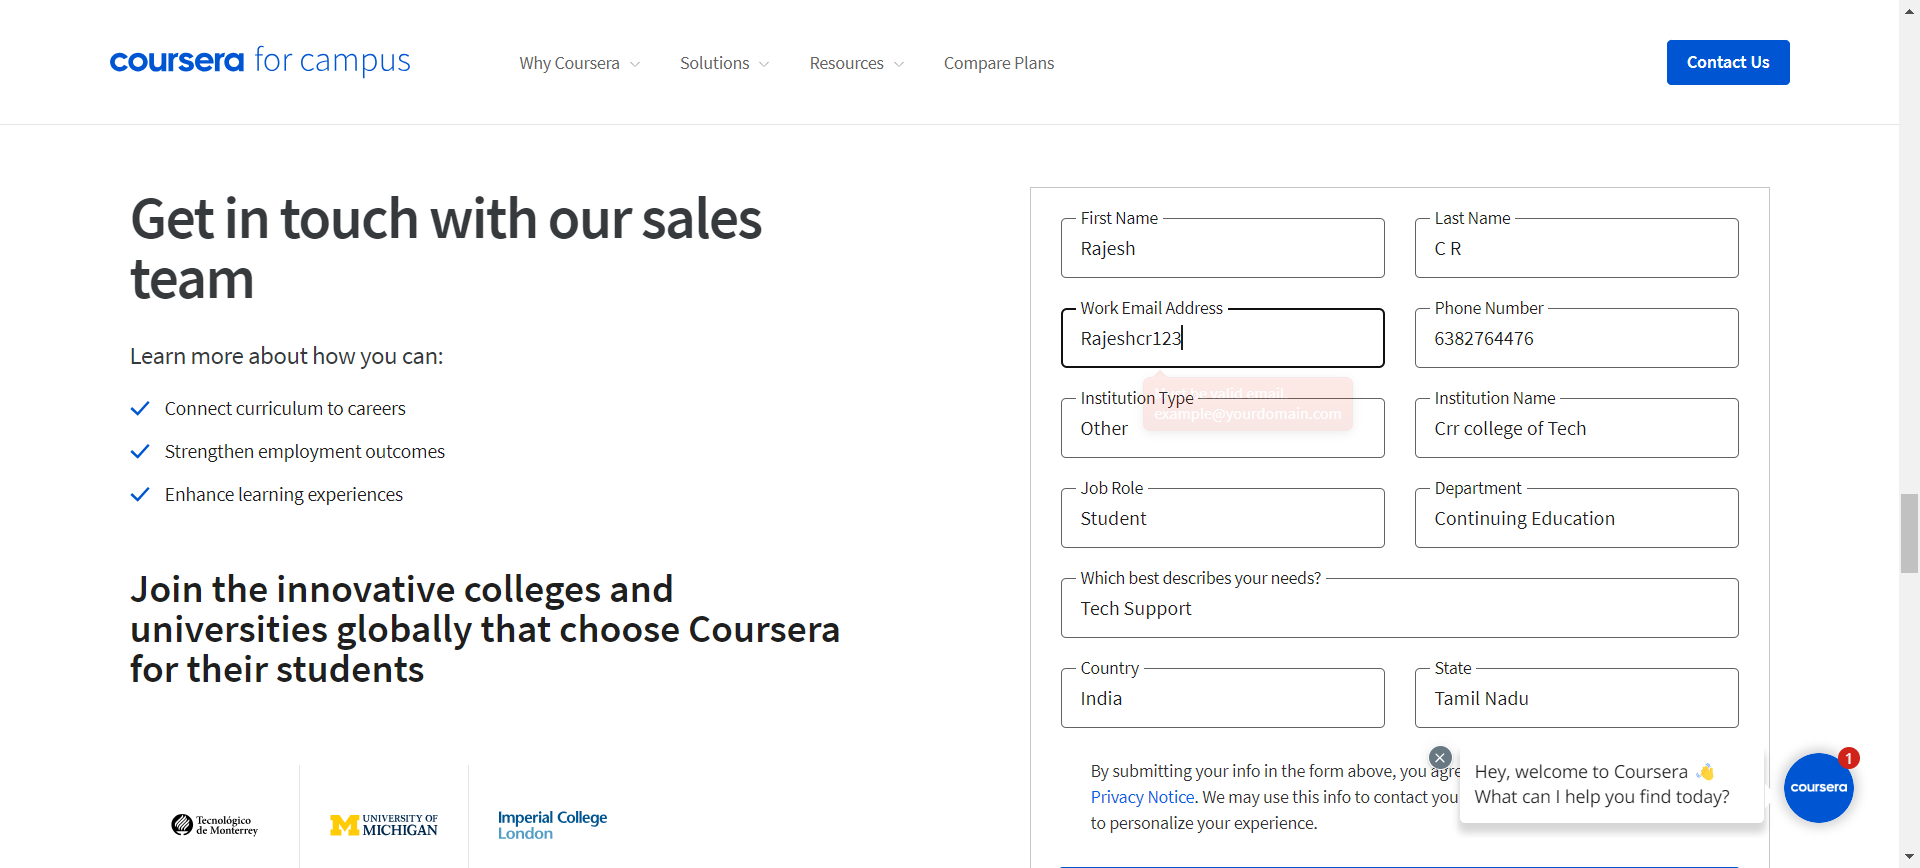 coursera for campus
Why Coursera
Solutions
Resources
Compare Plans
Contact Us
Get in touch with our sales
team
Learn more about how you can:
Connect curriculum to careers
Strengthen employment outcomes
Enhance learning experiences
Join the innovative colleges and
universities globally that choose Coursera
for their students
Tecnológico
de Monterrey
M UNIVERSITY OF
MICHIGAN
Imperial College
London
First Name
Rajesh
Last Name
C R
Work Email Address
Rajeshcr123
Phone Number
6382764476
be valid email.
example@yourdomain.com
Institution Type
Other
Institution Name
Crr college of Tech
Job Role
Student
Department
Continuing Education
Which best describes your needs?
Tech Support
Country
India
State
Tamil Nadu
By submitting your info in the form above, you agre
Privacy Notice. We may use this info to contact you
to personalize your experience.
Hey, welcome to Coursera 👋
What can I help you find today?
coursera
1